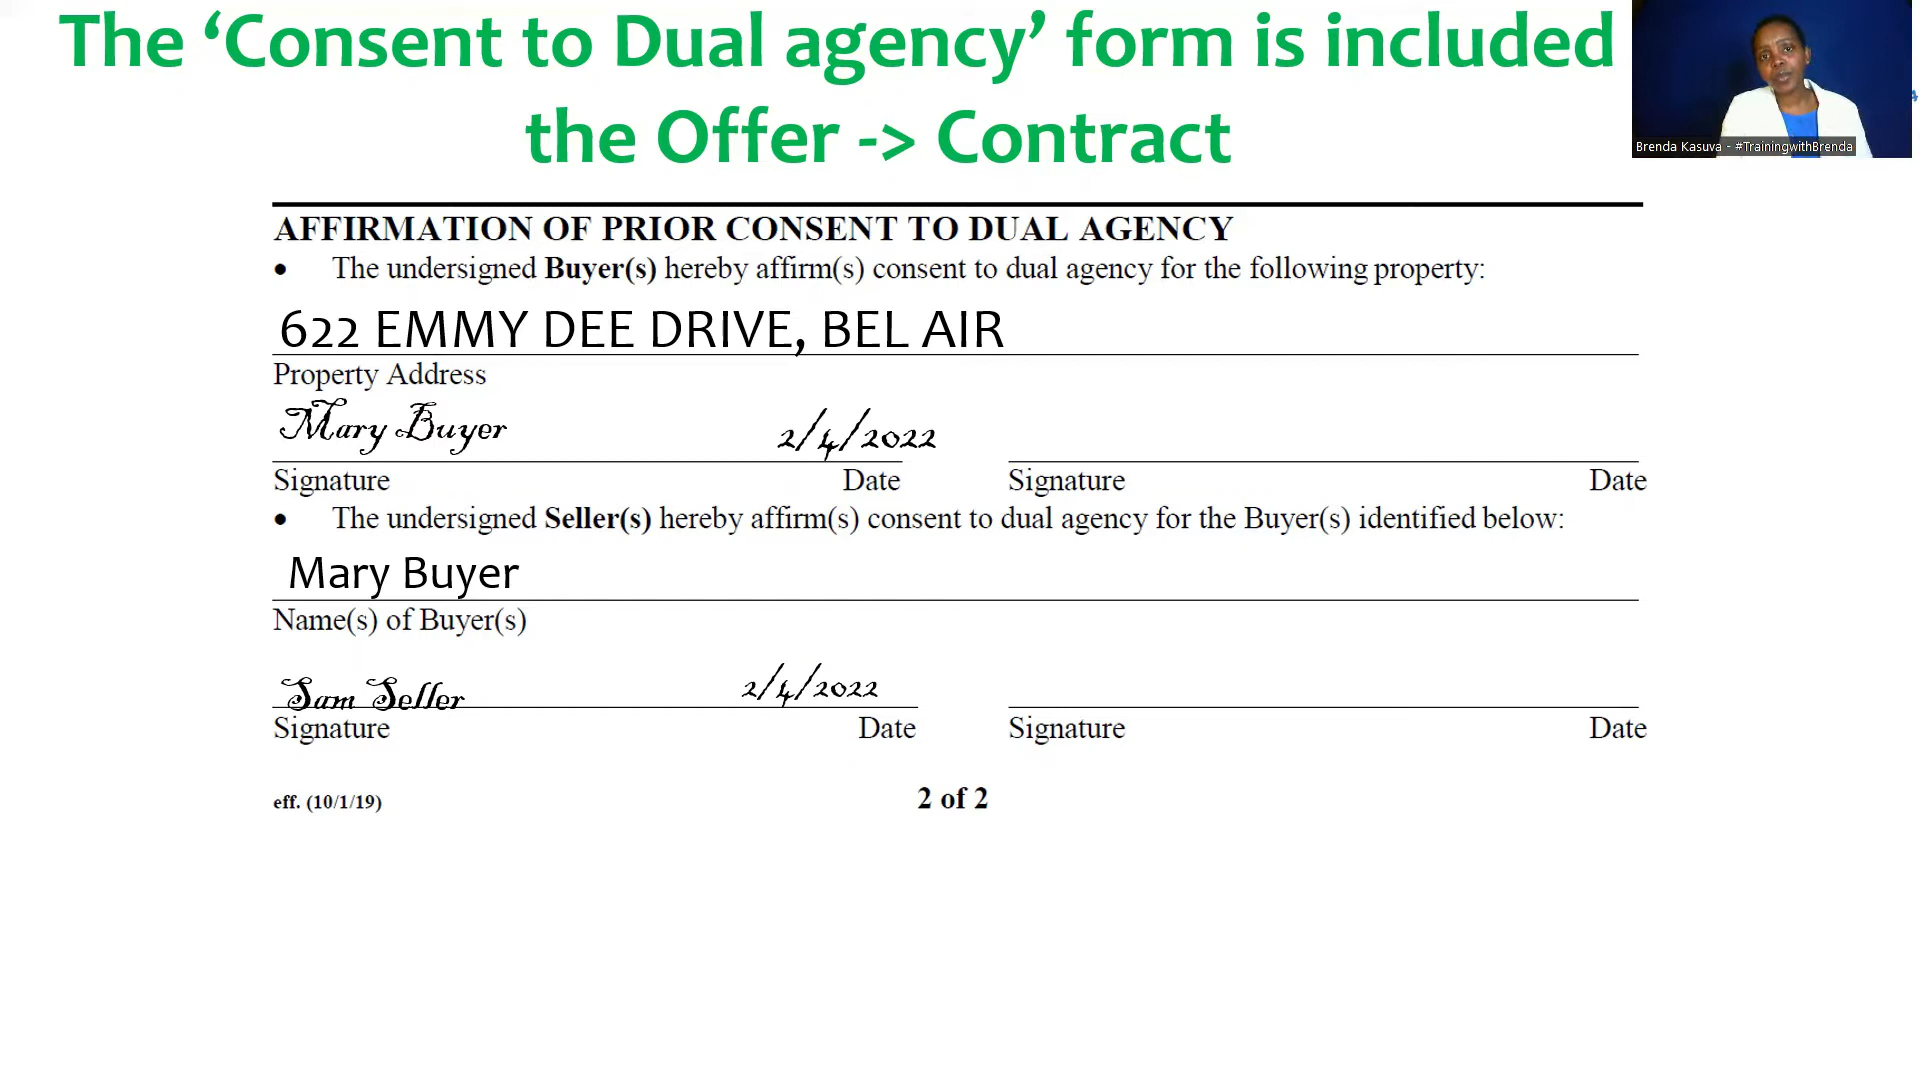 The ‘Consent to Dual agency’ form is included
the Offer -> Contract
Brenda Kasuva - #TrainingwithBrenda
AFFIRMATION OF PRIOR CONSENT TO DUAL AGENCY
• The undersigned Buyer(s) hereby affirm(s) consent to dual agency for the following property:
622 EMMY DEE DRIVE, BEL AIR
Property Address
Mary Buyer 2/4/2022
Signature Date Signature Date
• The undersigned Seller(s) hereby affirm(s) consent to dual agency for the Buyer(s) identified below:
Mary Buyer
Name(s) of Buyer(s)
Sam Seller 2/4/2022
Signature Date Signature Date
eff. (10/1/19) 2 of 2